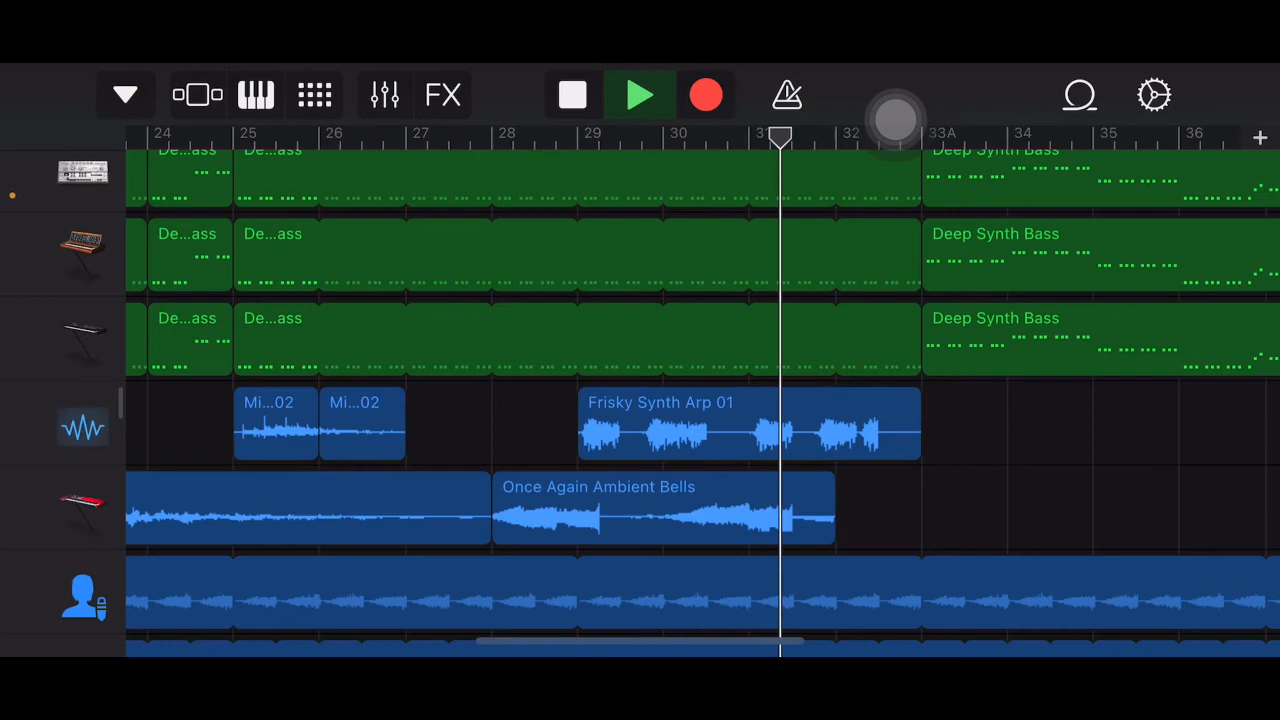 FX
24 25 26 27 28 29 30 31 32 33A 34 35 36 +
De...ass De...ass Deep Synth Bass
De...ass De...ass Deep Synth Bass
De...ass De...ass Deep Synth Bass
Mi...02 Mi...02 Frisky Synth Arp 01
Once Again Ambient Bells